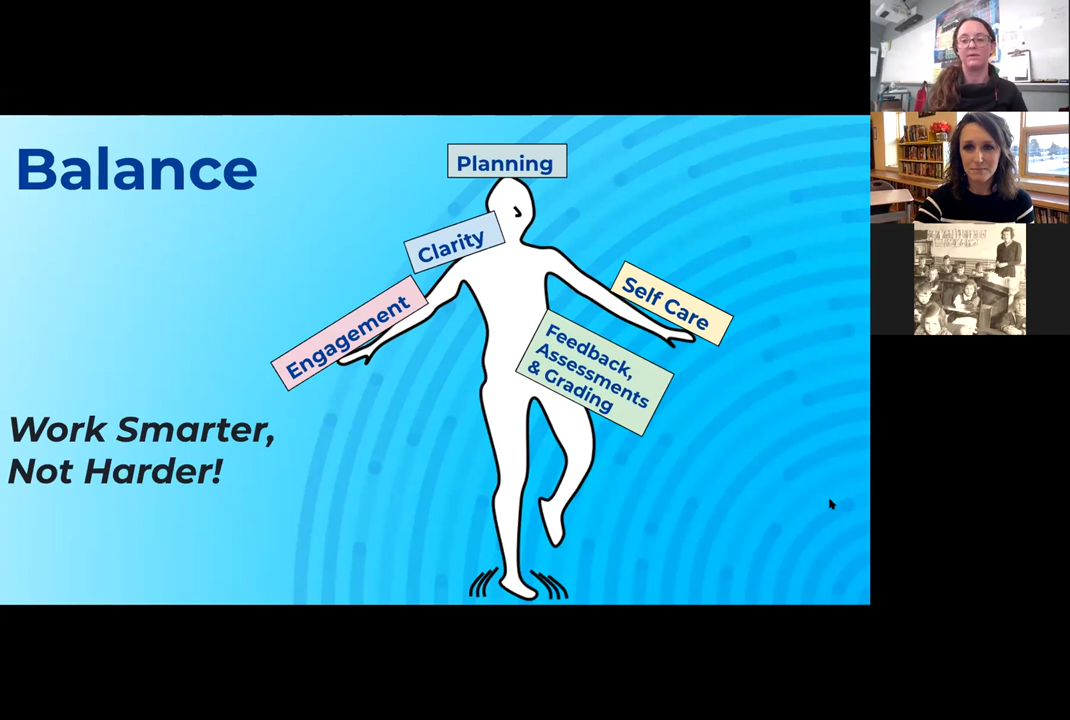 Balance
Planning
Clarity
Engagement
Self Care
Feedback,
Assessments
& Grading
Work Smarter,
Not Harder!